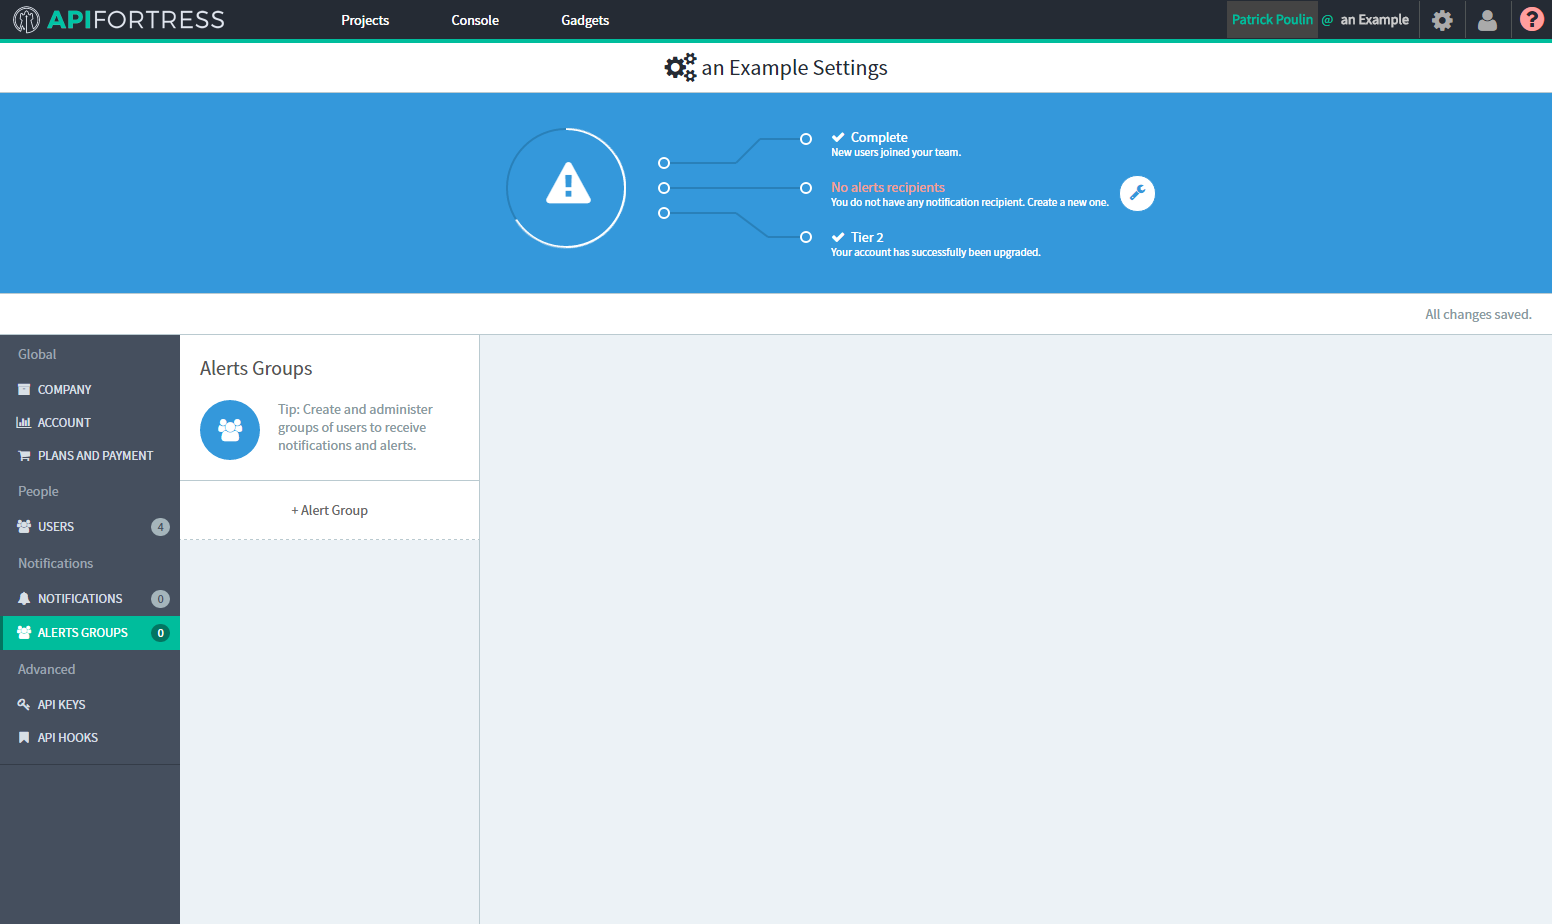 APIFORTRESS
Projects
Console
Gadgets
Patrick Poulin @ an Example
?
an Example Settings
Complete
New users joined your team.
No alerts recipients
You do not have any notification recipient. Create a new one.
Tier 2
Your account has successfully been upgraded.
All changes saved.
Global
COMPANY
ACCOUNT
PLANS AND PAYMENT
People
USERS 4
Notifications
NOTIFICATIONS 0
ALERTS GROUPS 0
Advanced
API KEYS
API HOOKS
Alerts Groups
Tip: Create and administer
groups of users to receive
notifications and alerts.
+ Alert Group